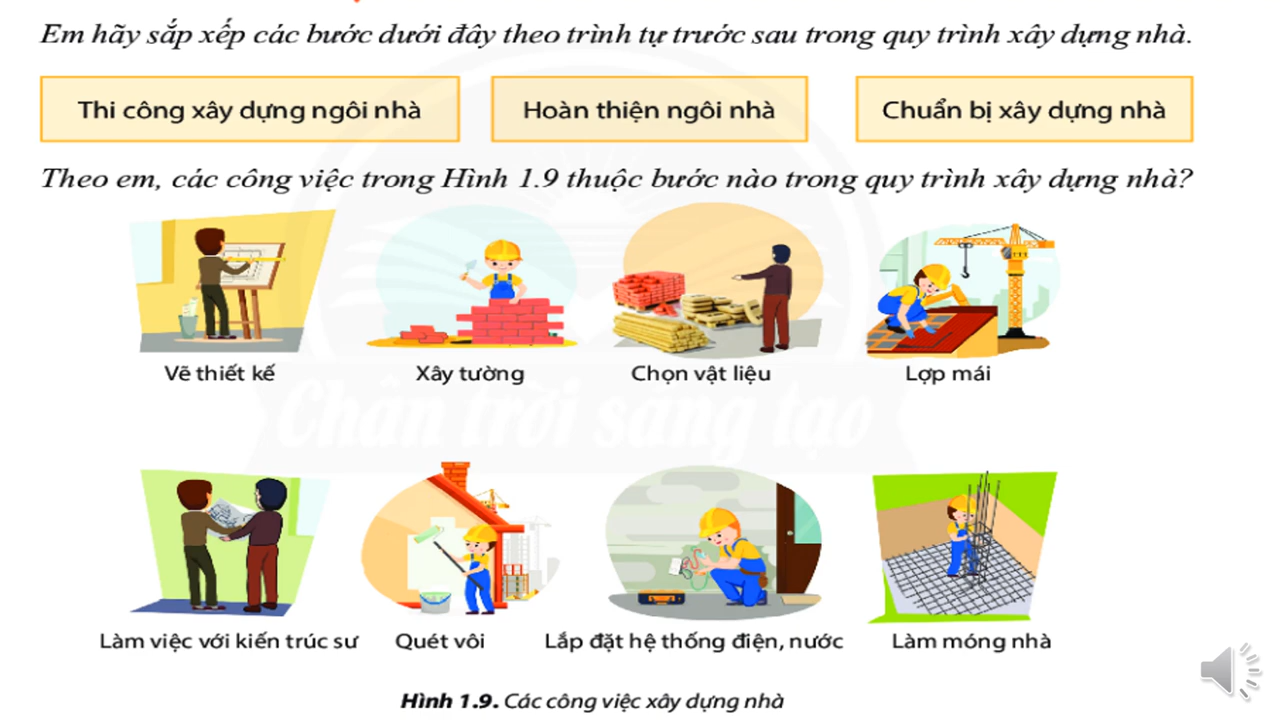 Em hãy sắp xếp các bước dưới đây theo trình tự trước sau trong quy trình xây dựng nhà.
Thi công xây dựng ngôi nhà
Hoàn thiện ngôi nhà
Chuẩn bị xây dựng nhà
Theo em, các công việc trong Hình 1.9 thuộc bước nào trong quy trình xây dựng nhà?
Vẽ thiết kế
Xây tường
Chọn vật liệu
Lợp mái
Chân trời sáng tạo
Làm việc với kiến trúc sư
Quét vôi
Lắp đặt hệ thống điện, nước
Làm móng nhà
Hình 1.9. Các công việc xây dựng nhà